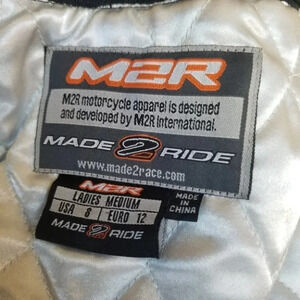 M2R
M2R motorcycle apparel is designed
and developed by M2R International.
MADE 2 RIDE
www.made2race.com
M2R
LADIES MEDIUM
USA 6 EURO 12
MADE 2 RIDE
MADE IN
CHINA